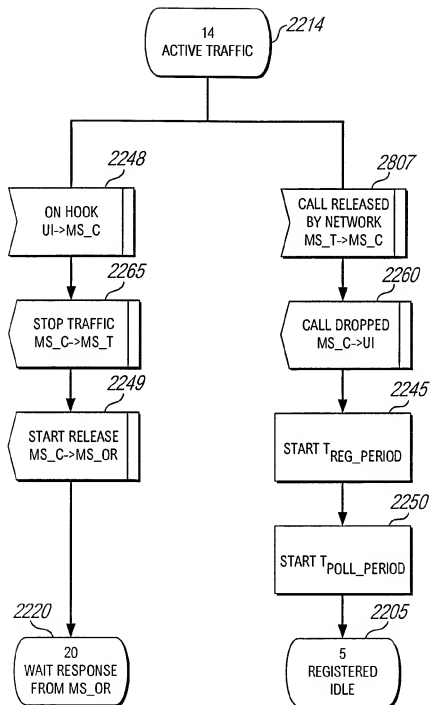 2214
14
ACTIVE TRAFFIC
2248
ON HOOK
UI->MS_C
2265
STOP TRAFFIC
MS_C->MS_T
2249
START RELEASE
MS_C->MS_OR
2220
20
WAIT RESPONSE
FROM MS_OR
2807
CALL RELEASED
BY NETWORK
MS_T->MS_C
2260
CALL DROPPED
MS_C->UI
2245
START TREG_PERIOD
2250
START TPOLL_PERIOD
2205
5
REGISTERED
IDLE